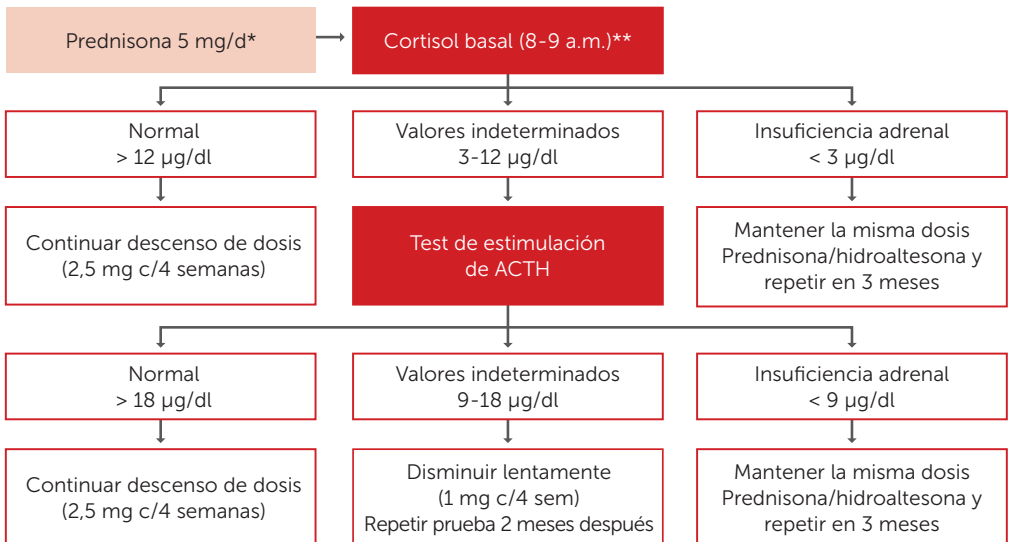 Prednisona 5 mg/d*
Cortisol basal (8-9 a.m.)**
Normal
> 12 µg/dl
Valores indeterminados
3-12 µg/dl
Insuficiencia adrenal
< 3 µg/dl
Continuar descenso de dosis
(2,5 mg c/4 semanas)
Test de estimulación
de ACTH
Mantener la misma dosis
Prednisona/hidroaltesona y
repetir en 3 meses
Normal
> 18 µg/dl
Valores indeterminados
9-18 µg/dl
Insuficiencia adrenal
< 9 µg/dl
Continuar descenso de dosis
(2,5 mg c/4 semanas)
Disminuir lentamente
(1 mg c/4 sem)
Repetir prueba 2 meses después
Mantener la misma dosis
Prednisona/hidroaltesona y
repetir en 3 meses